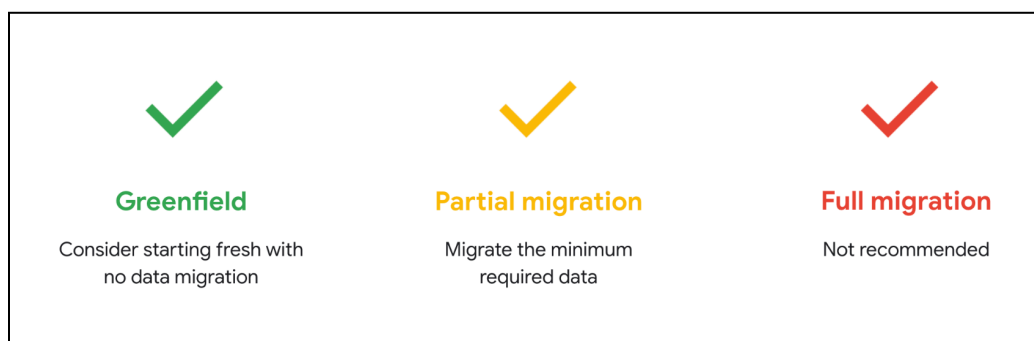 Greenfield
Consider starting fresh with
no data migration
Partial migration
Migrate the minimum
required data
Full migration
Not recommended